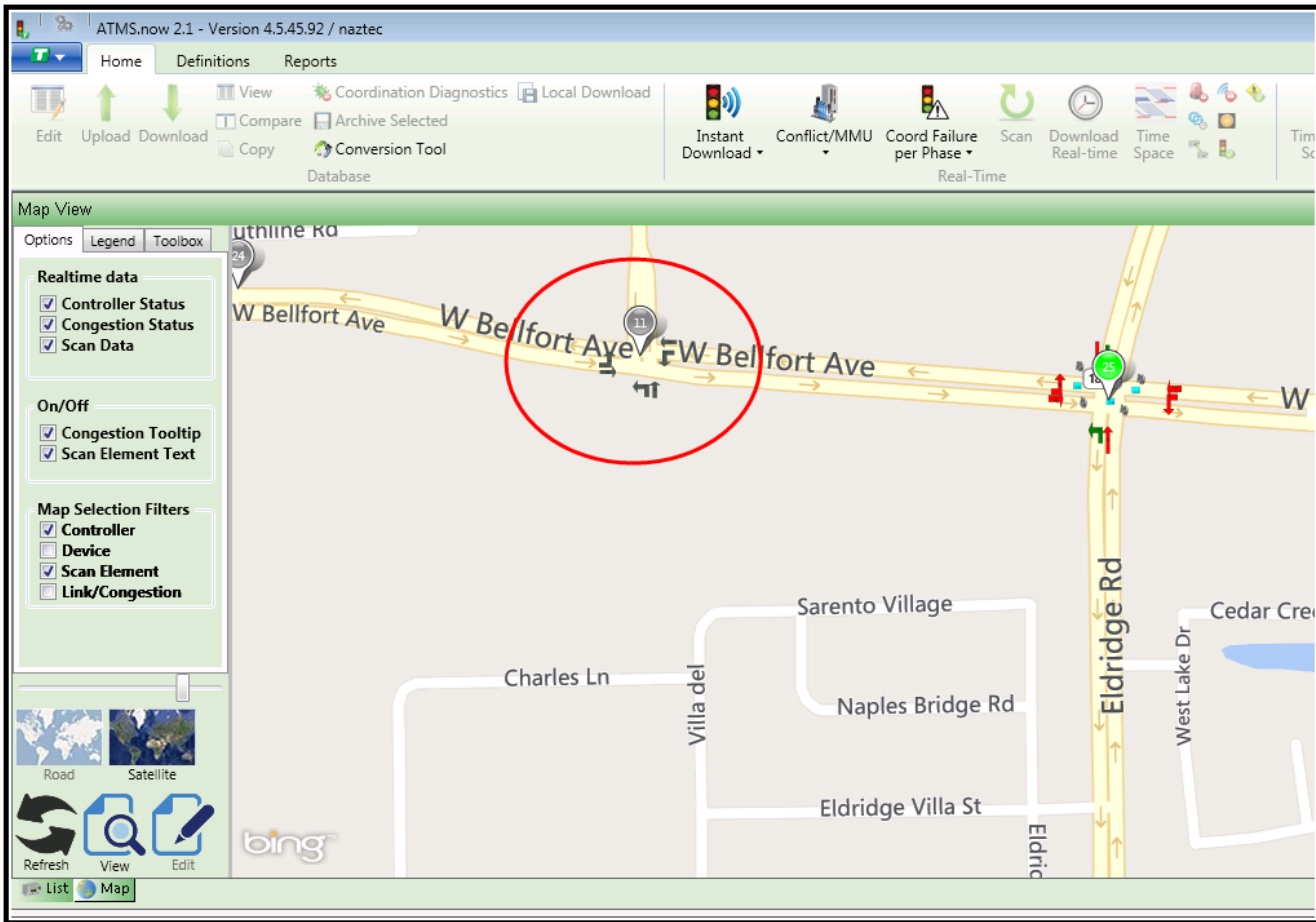 ATMS.now 2.1 - Version 4.5.45.92 / naztec
T Home Definitions Reports
Edit Upload Download
View
Compare
Copy
Coordination Diagnostics
Archive Selected
Conversion Tool
Local Download
Database
Instant
Download
Conflict/MMU
Coord Failure
per Phase
Scan
Download
Real-time
Time
Space
Real-Time
Map View
Options Legend Toolbox
Realtime data
Controller Status
Congestion Status
Scan Data
On/Off
Congestion Tooltip
Scan Element Text
Map Selection Filters
Controller
Device
Scan Element
Link/Congestion
Road Satellite
Refresh View Edit
List Map
uthline Rd
24
W Bellfort Ave
W Bellfort Ave
11
W Bellfort Ave
25
W
Eldridge Rd
Sarento Village
Cedar Cree
West Lake Dr
Charles Ln
Villa del
Naples Bridge Rd
Eldridge Villa St
Eldric
bing